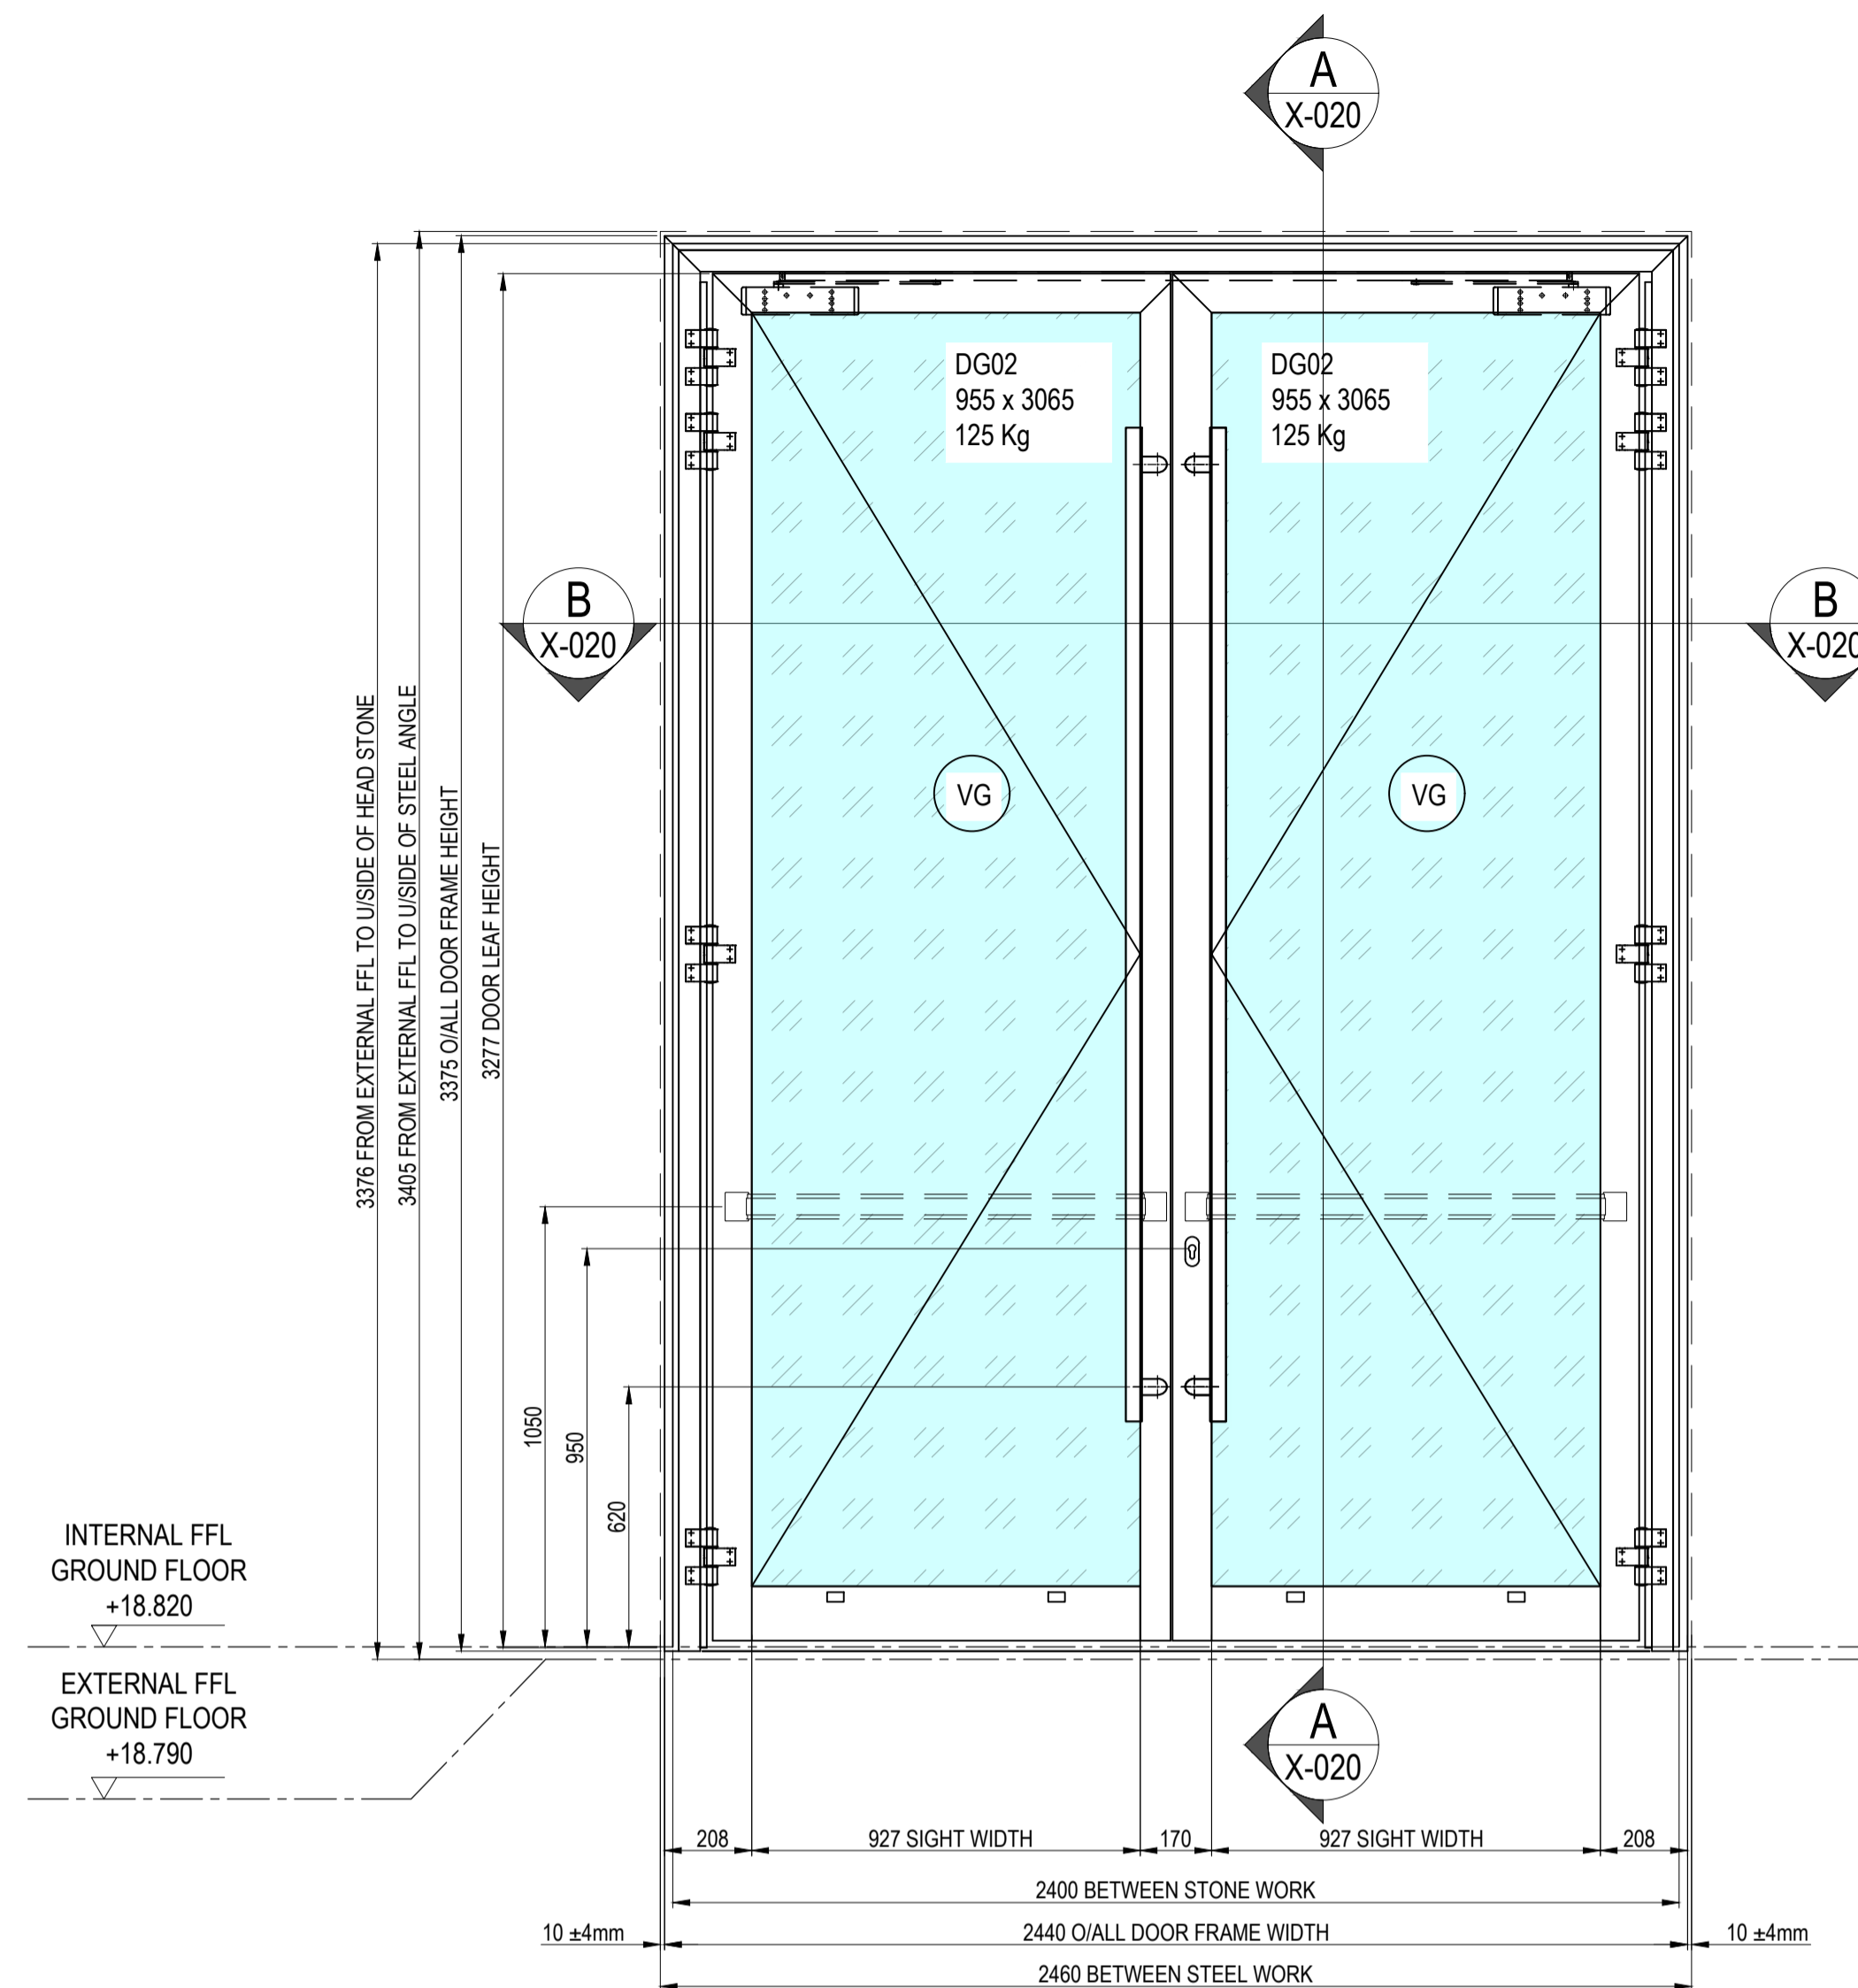 A
X-020
DG02
955 x 3065
125 Kg
DG02
955 x 3065
125 Kg
B
X-020
B
X-020
3376 FROM EXTERNAL FFL TO U/SIDE OF HEAD STONE
3405 FROM EXTERNAL FFL TO U/SIDE OF STEEL ANGLE
3375 O/ALL DOOR FRAME HEIGHT
3277 DOOR LEAF HEIGHT
VG
VG
1050
950
620
INTERNAL FFL
GROUND FLOOR
+18.820
EXTERNAL FFL
GROUND FLOOR
+18.790
A
X-020
208
927 SIGHT WIDTH
170
927 SIGHT WIDTH
208
2400 BETWEEN STONE WORK
10 ±4mm
2440 O/ALL DOOR FRAME WIDTH
10 ±4mm
2460 BETWEEN STEEL WORK